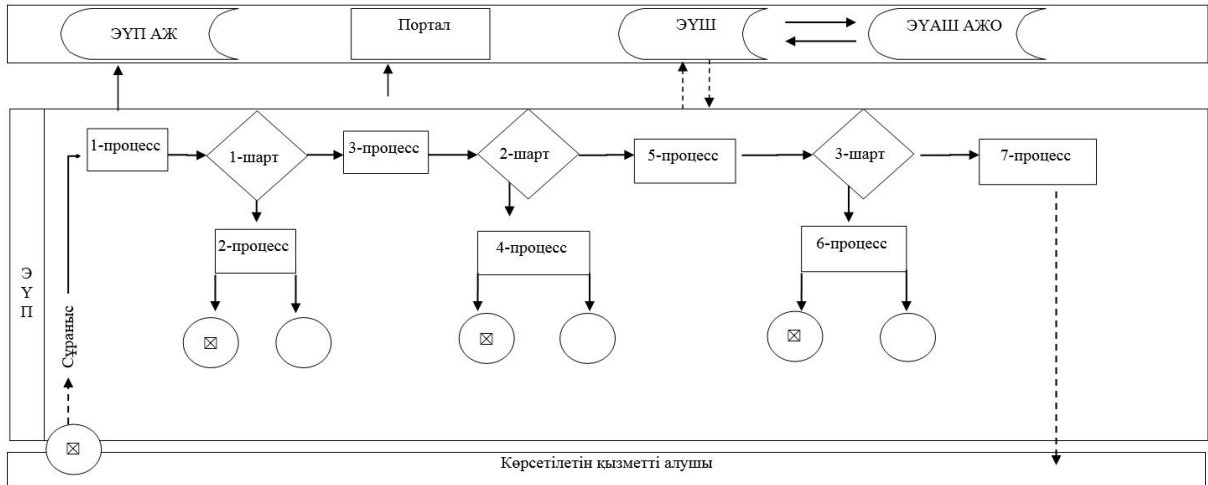 ЭҮП АЖ
Портал
ЭҮШ
ЭҮАШ АЖО
1-процесс
1-шарт
3-процесс
2-шарт
5-процесс
3-шарт
7-процесс
2-процесс
4-процесс
6-процесс
Э
Ү
П
Сұраныс
Көрсетілетін қызметті алушы